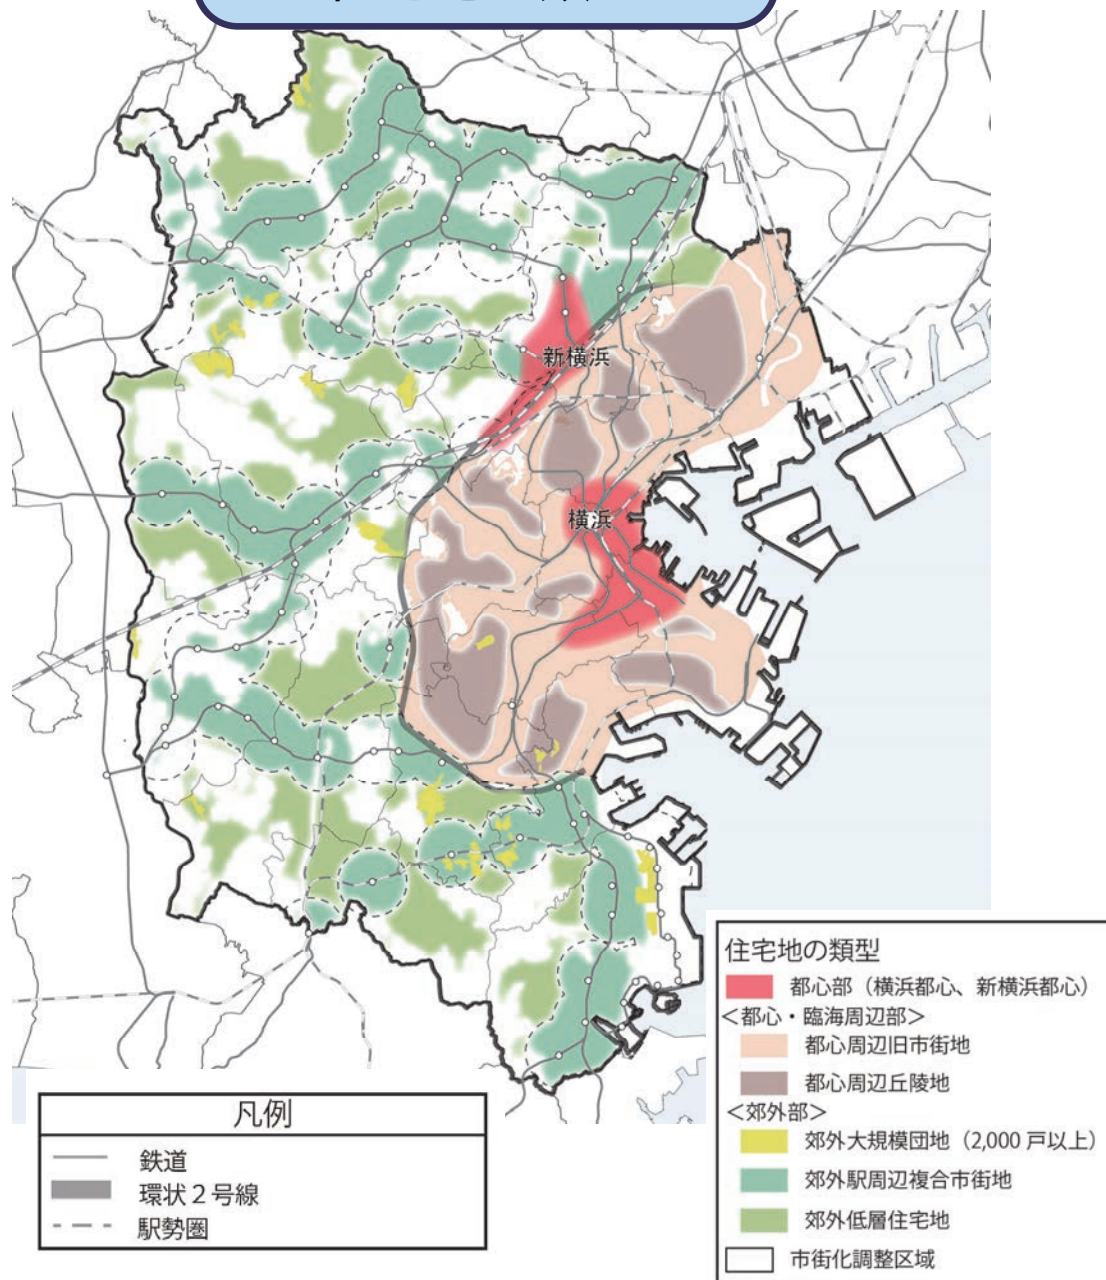 新横浜
横浜
住宅地の類型
都心部（横浜都心、新横浜都心）
＜都心・臨海周辺部＞
都心周辺旧市街地
都心周辺丘陵地
＜郊外部＞
郊外大規模団地（2,000 戸以上）
郊外駅周辺複合市街地
郊外低層住宅地
市街化調整区域
凡例
鉄道
環状２号線
駅勢圏